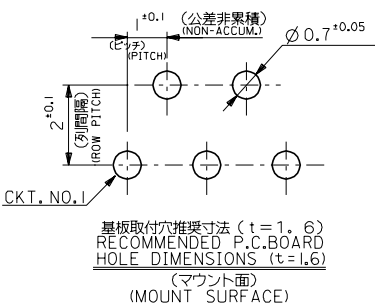 1±0.1
(公差非累積)
(NON-ACCUM.)
(ピッチ)
(PITCH)
Ø0.7±0.05
2±0.1
(列間隔)
(ROW PITCH)
CKT. NO.1
基板取付穴推奨寸法 (t=1.6)
RECOMMENDED P.C.BOARD
HOLE DIMENSIONS (t=1.6)
(マウント面)
(MOUNT SURFACE)